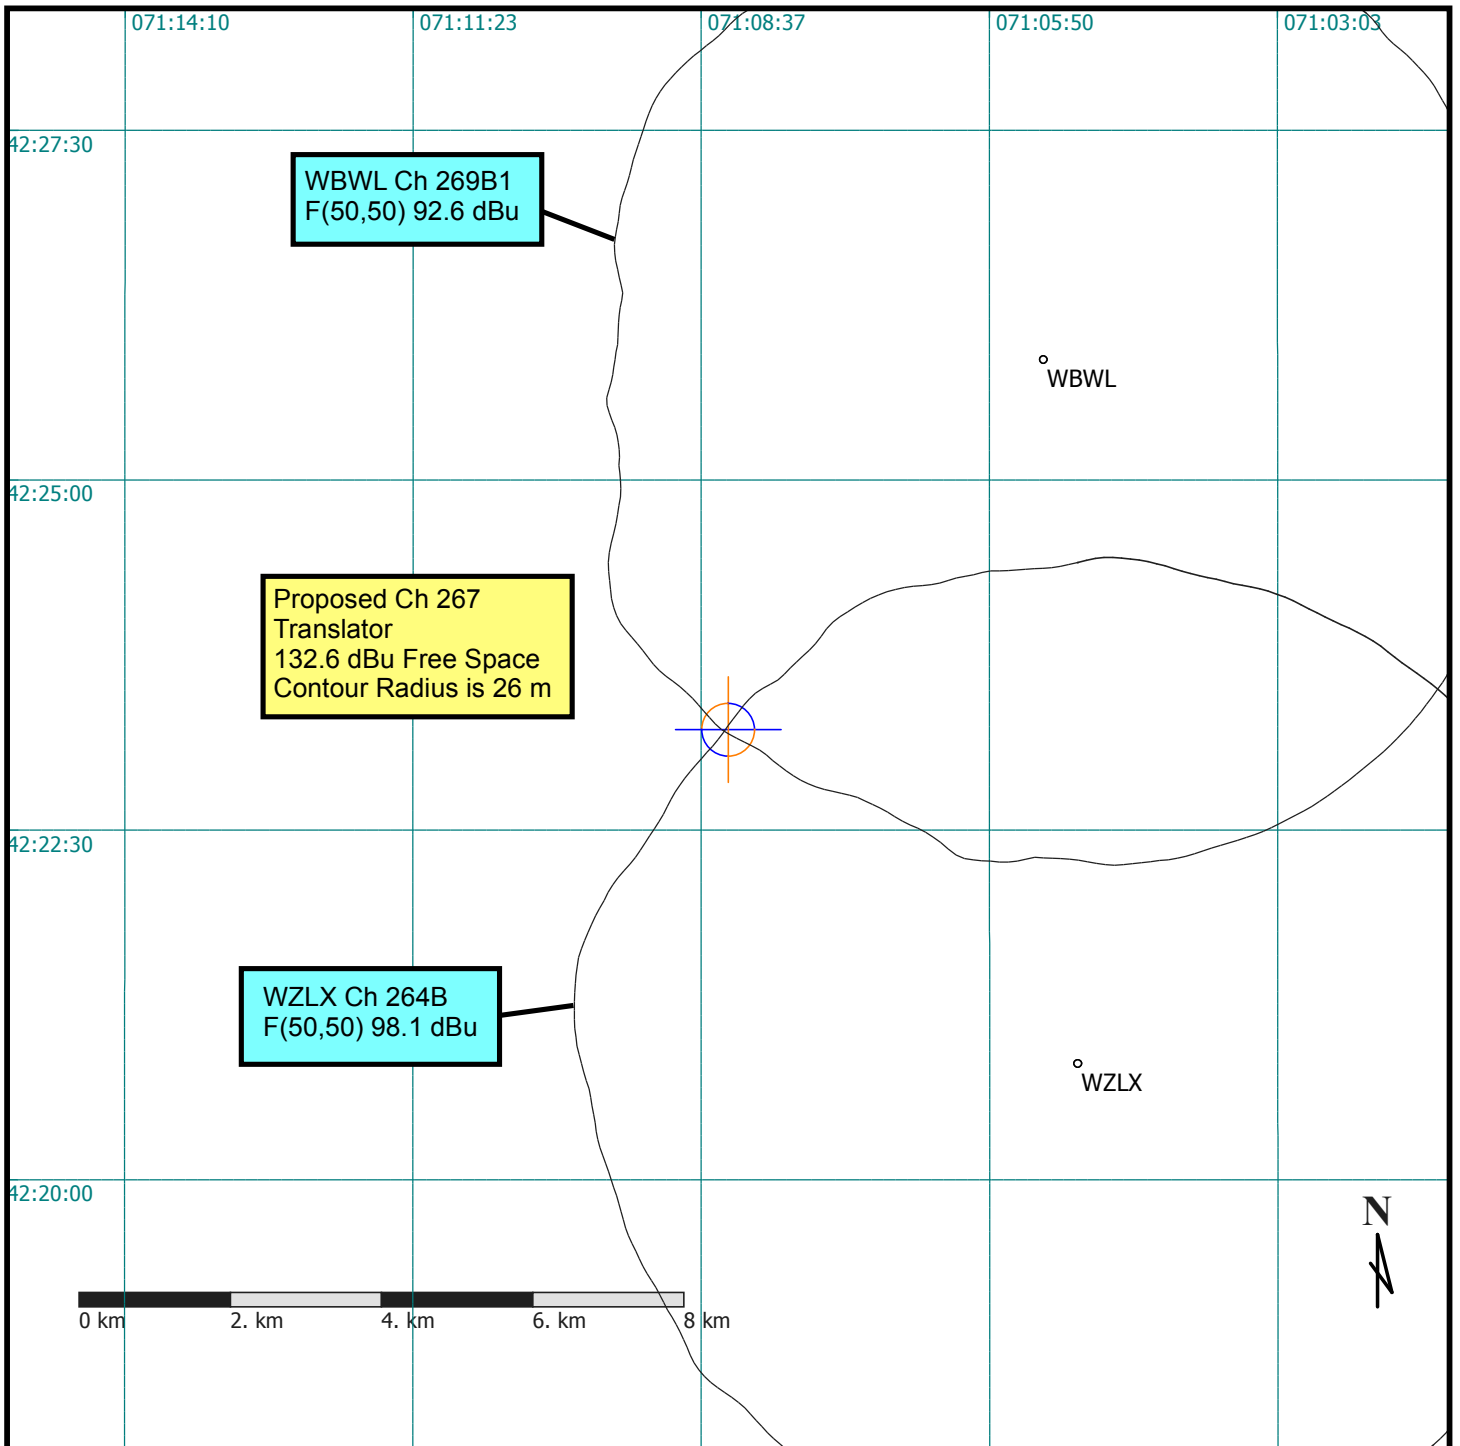 071:14:10
071:11:23
071:08:37
071:05:50
071:03:03
42:27:30
WBWL Ch 269B1
F(50,50) 92.6 dBu
WBWL
42:25:00
Proposed Ch 267
Translator
132.6 dBu Free Space
Contour Radius is 26 m
42:22:30
WZLX Ch 264B
F(50,50) 98.1 dBu
WZLX
42:20:00
N
0 km
2. km
4. km
6. km
8 km